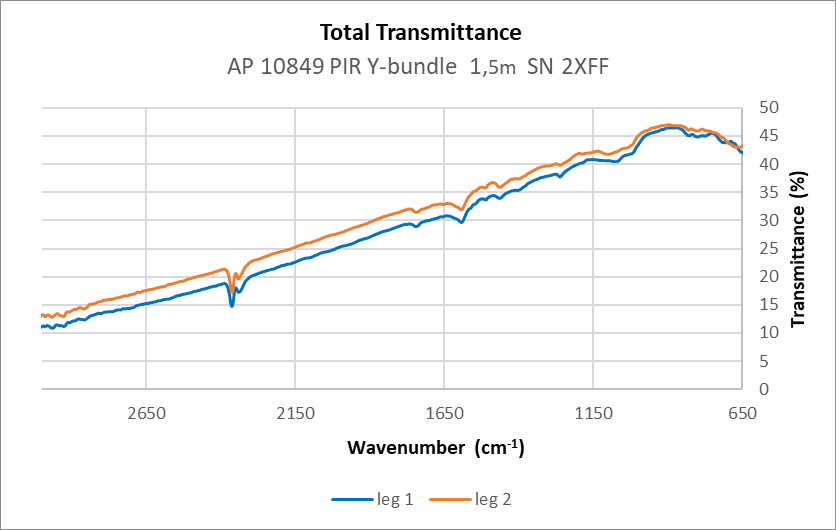 Total Transmittance
AP 10849 PIR Y-bundle 1,5m SN 2XFF
50
45
40
35
30
25
20
15
10
5
0
Transmittance (%)
2650 2150 1650 1150 650
Wavenumber (cm-1)
leg 1 leg 2